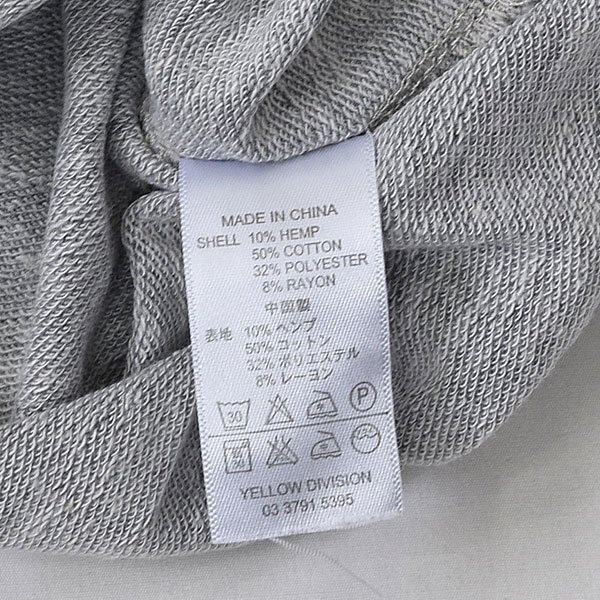 MADE IN CHINA
SHELL 10% HEMP
50% COTTON
32% POLYESTER
8% RAYON
中国製
表地 10% ヘンプ
50% コットン
32% ポリエステル
8% レーヨン
30 P
YELLOW DIVISION
03 3791 5395